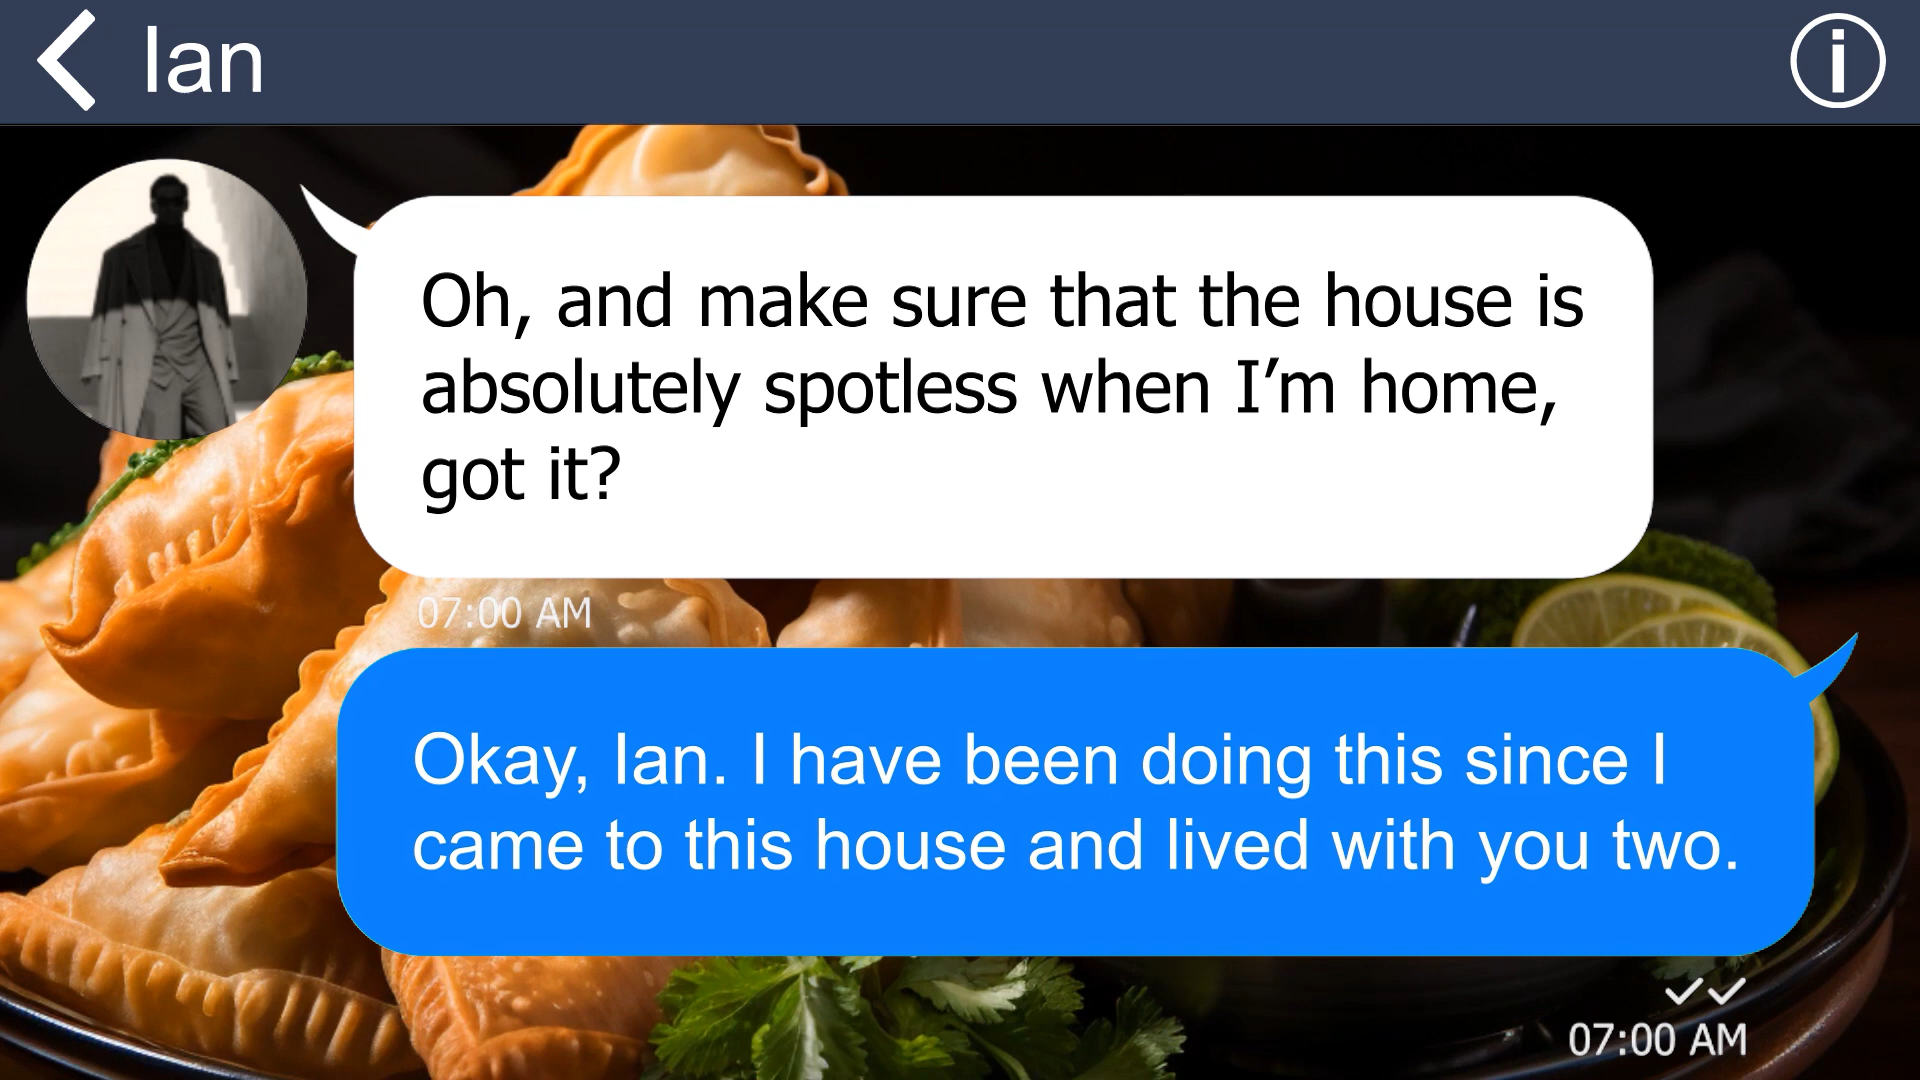 Ian
Oh, and make sure that the house is
absolutely spotless when I’m home,
got it?
07:00 AM
Okay, Ian. I have been doing this since I
came to this house and lived with you two.
07:00 AM